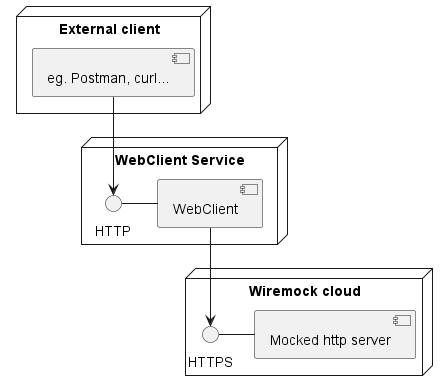 External client
eg. Postman, curl...
WebClient Service
WebClient
HTTP
Wiremock cloud
Mocked http server
HTTPS